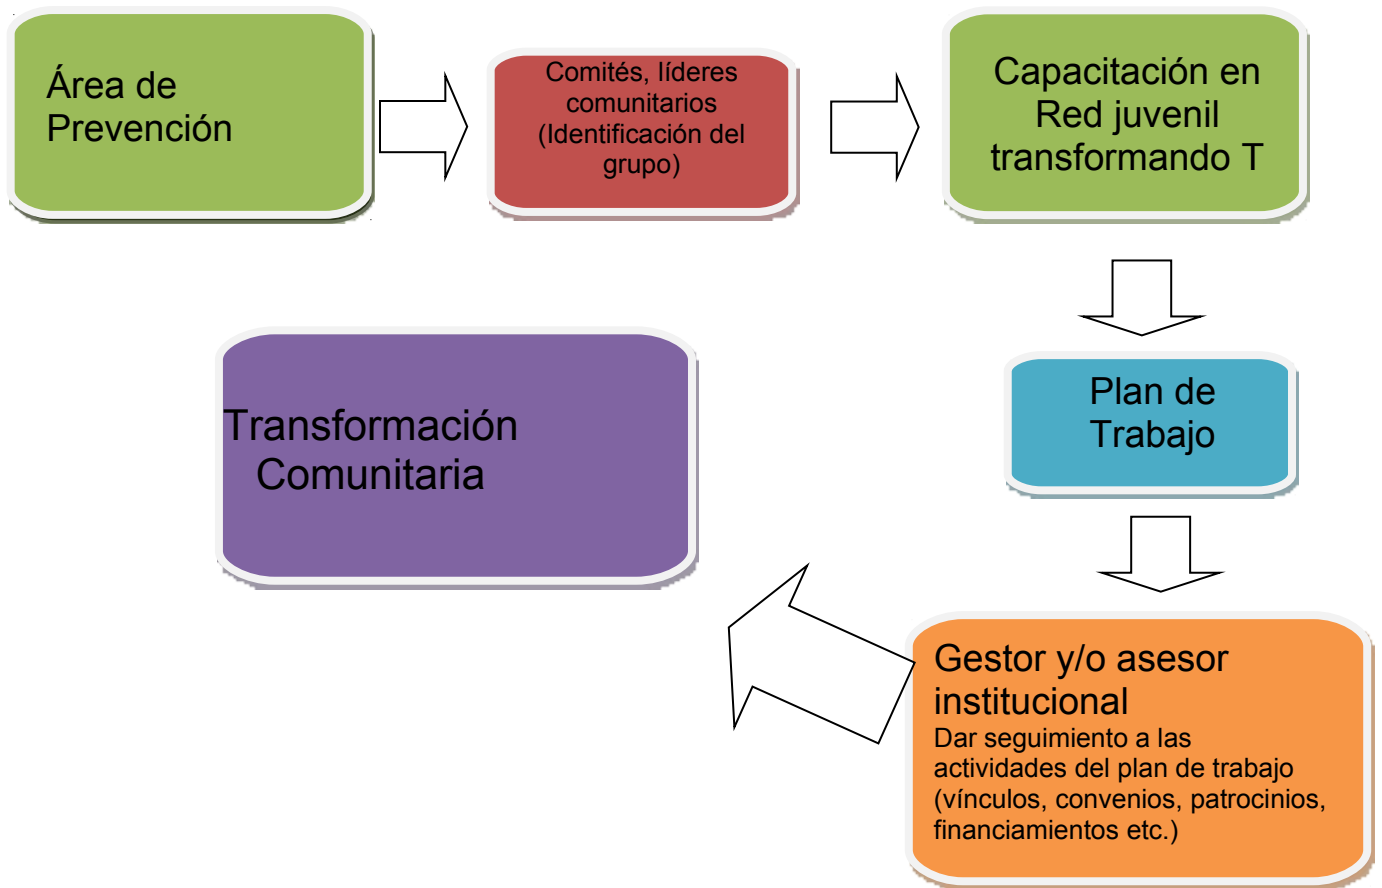 Área de
Prevención
Comités, líderes
comunitarios
(Identificación del
grupo)
Capacitación en
Red juvenil
transformando T
Plan de
Trabajo
Gestor y/o asesor
institucional
Dar seguimiento a las
actividades del plan de trabajo
(vínculos, convenios, patrocinios,
financiamientos etc.)
Transformación
Comunitaria